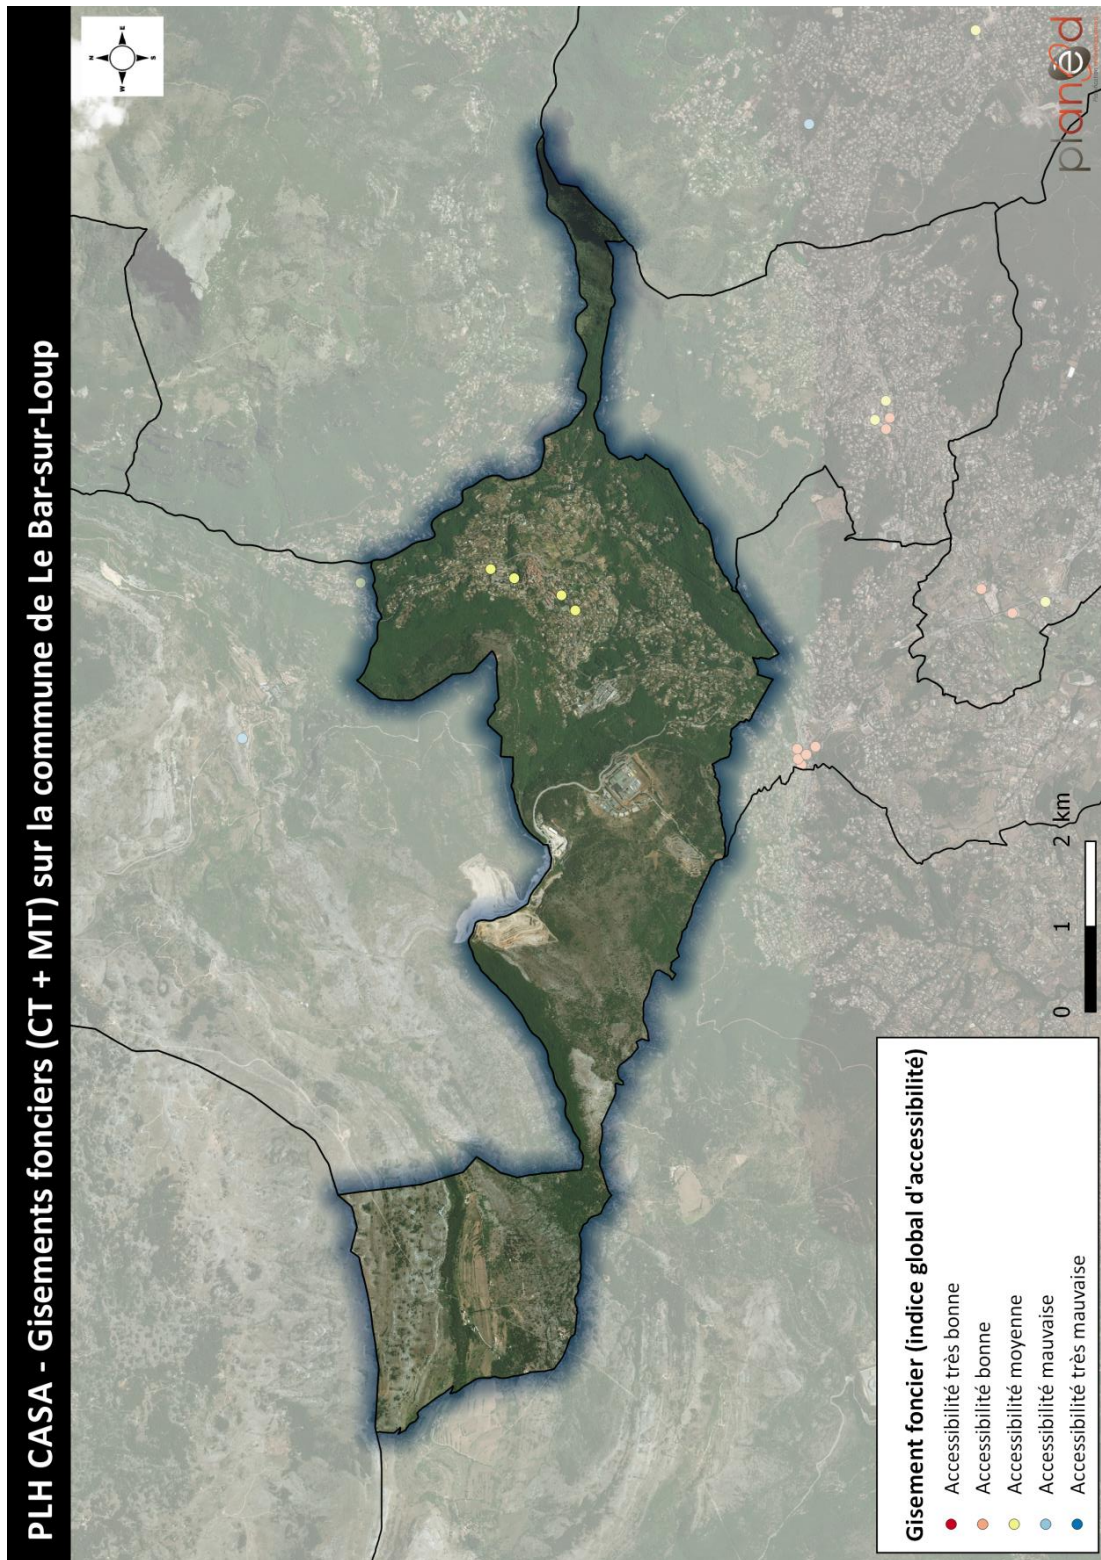 PLH CASA - Gisements fonciers (CT + MT) sur la commune de Le Bar-sur-Loup
N
W E
S
planed
Gisement foncier (indice global d'accessibilité)
Accessibilité très bonne
Accessibilité bonne
Accessibilité moyenne
Accessibilité mauvaise
Accessibilité très mauvaise
0 1 2 km